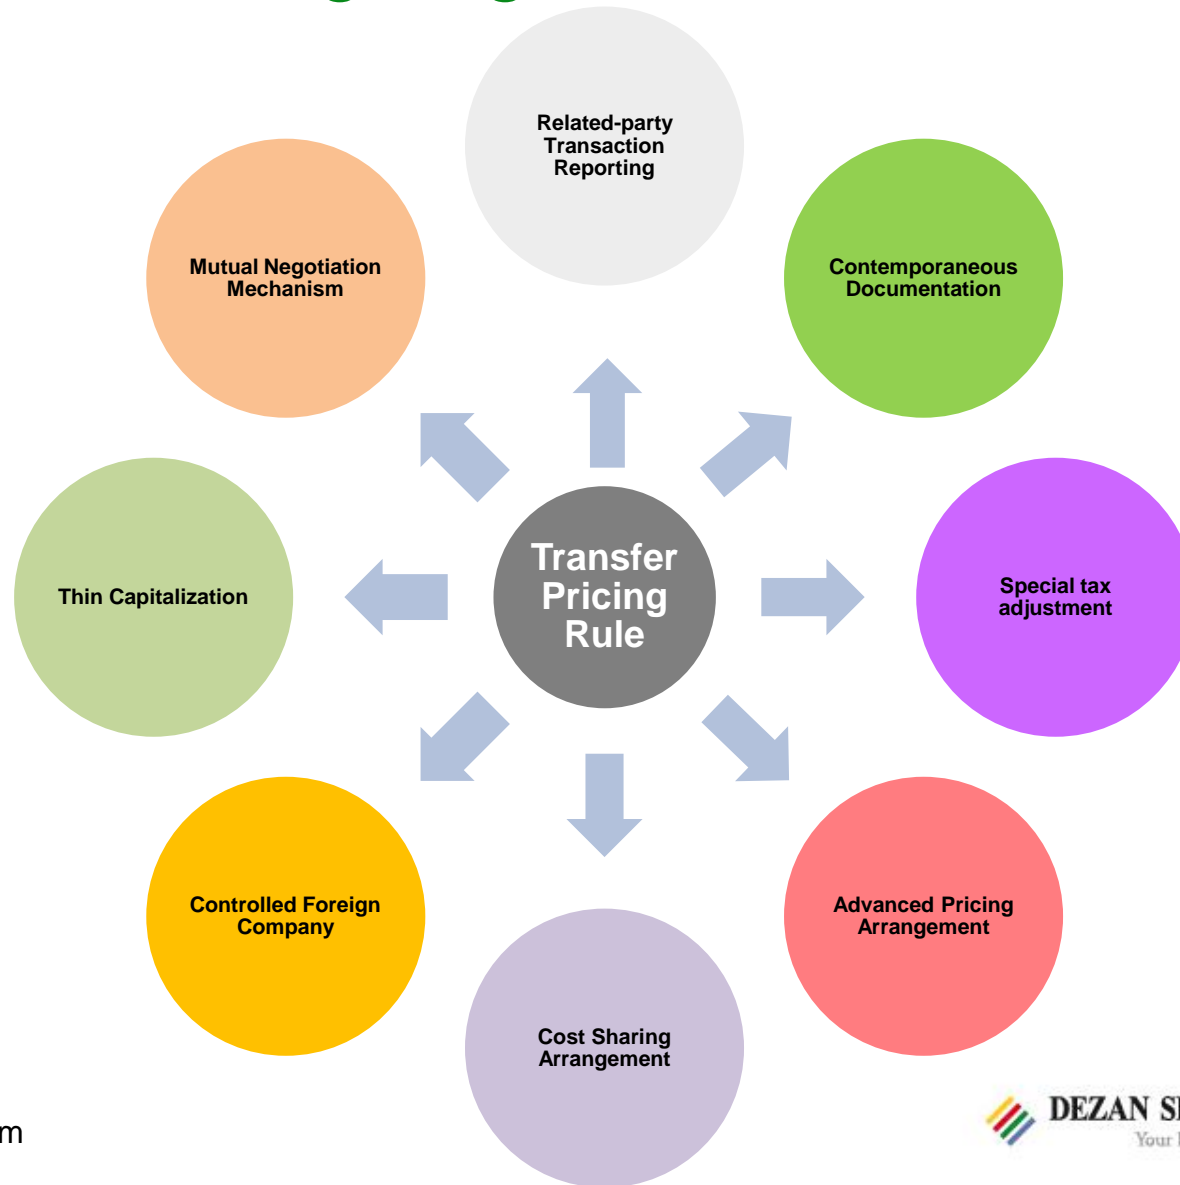 Related-party
Transaction
Reporting
Mutual Negotiation
Mechanism
Contemporaneous
Documentation
Transfer
Pricing
Rule
Thin Capitalization
Special tax
adjustment
Controlled Foreign
Company
Advanced Pricing
Arrangement
Cost Sharing
Arrangement
DEZAN
Your